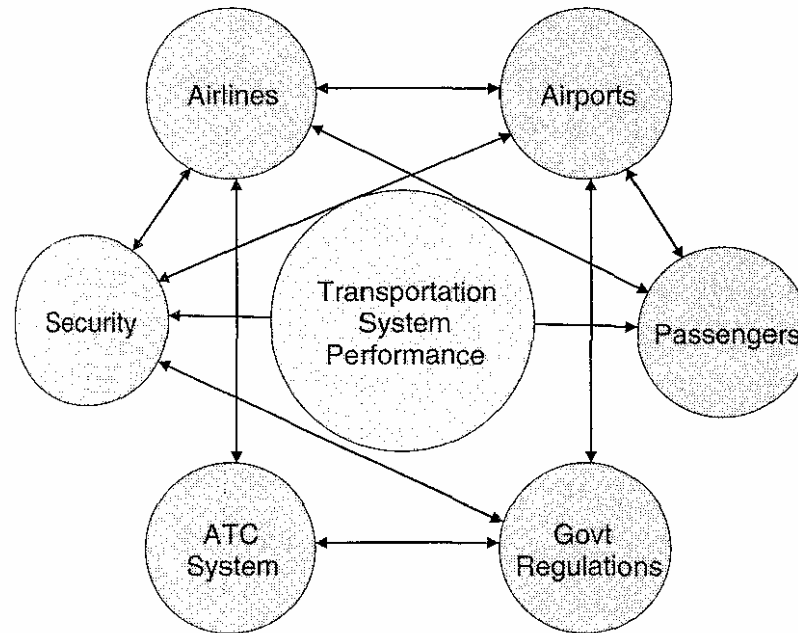 Airlines
Airports
Security
Transportation
System
Performance
Passengers
ATC
System
Govt
Regulations